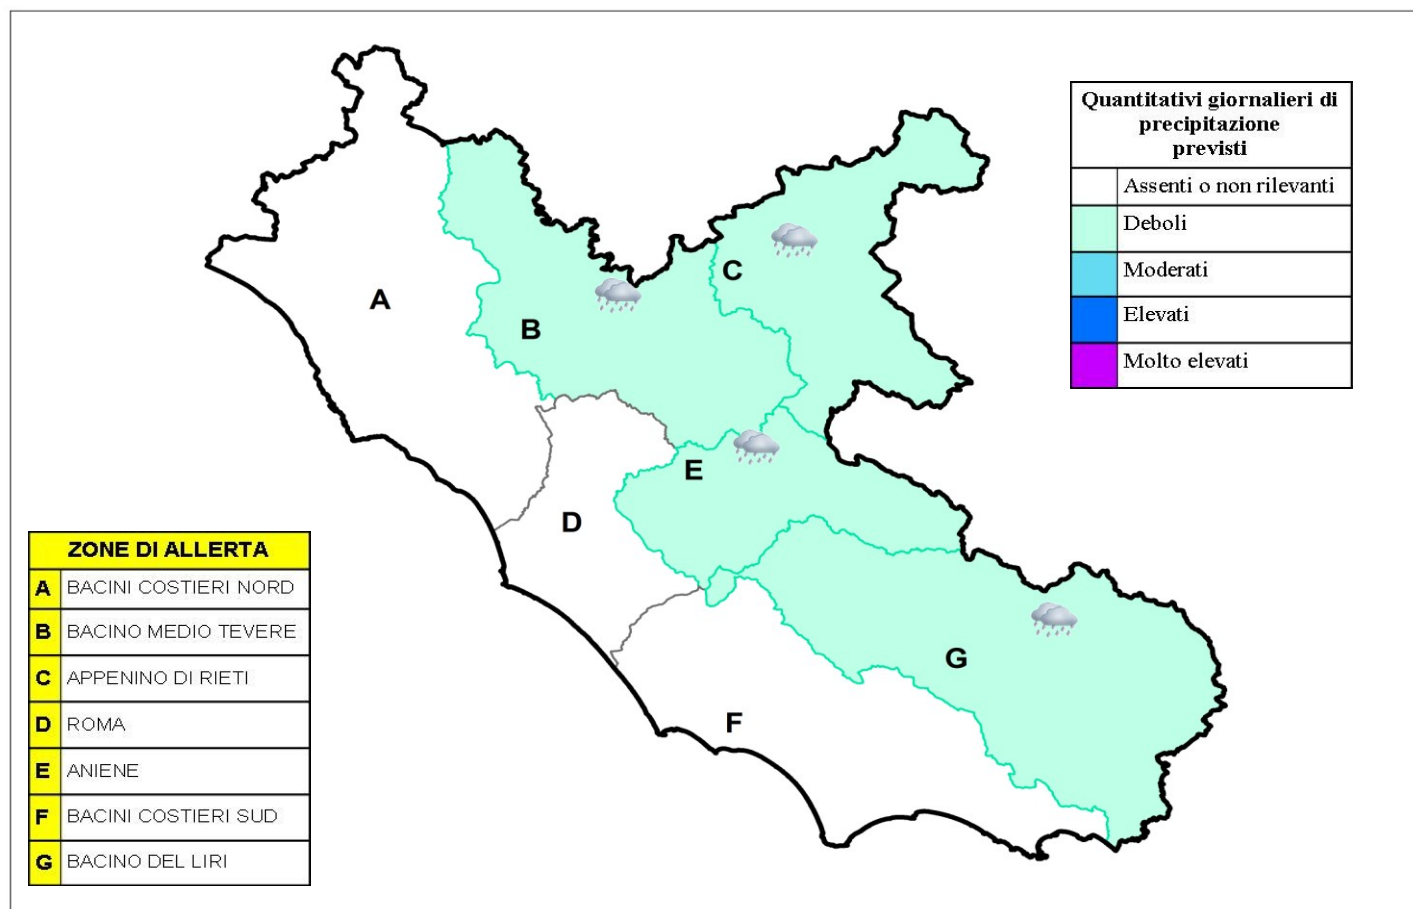 Quantitativi giornalieri di
precipitazione
previsti
Assenti o non rilevanti
Deboli
Moderati
Elevati
Molto elevati
A
B
C
D
E
F
G
ZONE DI ALLERTA
A BACINI COSTIERI NORD
B BACINO MEDIO TEVERE
C APPENINO DI RIETI
D ROMA
E ANIENE
F BACINI COSTIERI SUD
G BACINO DEL LIRI